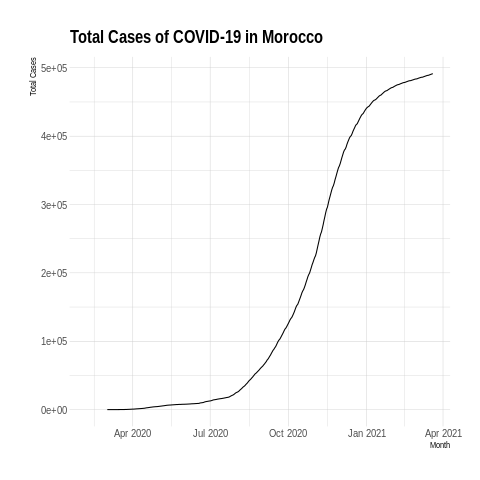 Total Cases of COVID-19 in Morocco
Total Cases
5e+05
4e+05
3e+05
2e+05
1e+05
0e+00
Apr 2020 Jul 2020 Oct 2020 Jan 2021 Apr 2021
Month